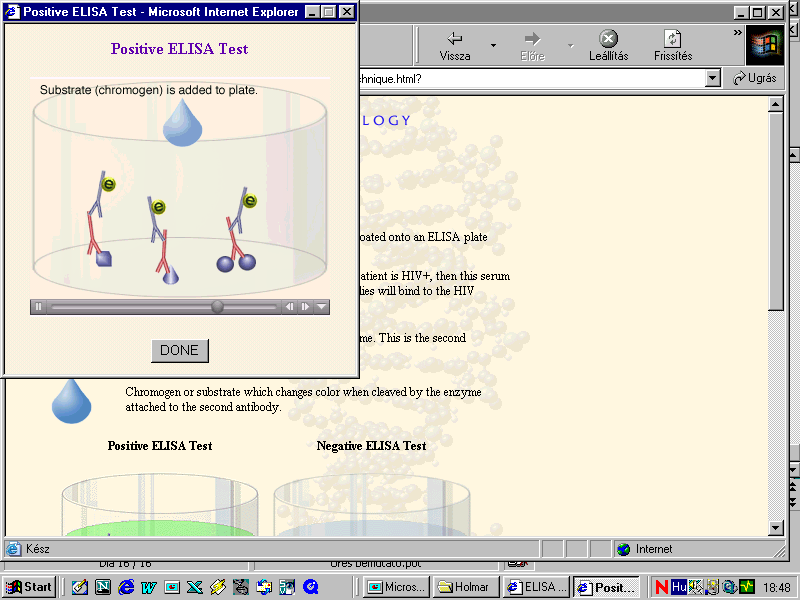 Positive ELISA Test - Microsoft Internet Explorer
Positive ELISA Test
Substrate (chromogen) is added to plate.
e
e
e
DONE
Vissza
Előre
Leállítás
Frissítés
»
chnique.html?
Ugrás
LOGY
oated onto an ELISA plate
atient is HIV+, then this serum
lies will bind to the HIV
me. This is the second
Chromogen or substrate which changes color when cleaved by the enzyme
attached to the second antibody.
Positive ELISA Test
Negative ELISA Test
Kész
Internet
Dia 16 / 16
Üres bemutató.pot
Start
Micros...
Holmar
ELISA ...
Posit...
N
Hu
18:48